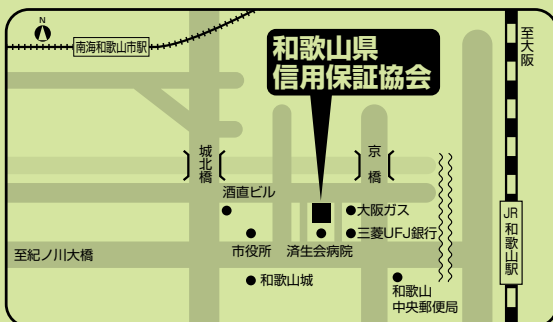 N
南海和歌山市駅
和歌山県
信用保証協会
至大阪
城北橋
京橋
酒直ビル
大阪ガス
三菱UFJ銀行
市役所
済生会病院
至紀ノ川大橋
和歌山城
和歌山
中央郵便局
JR和歌山駅